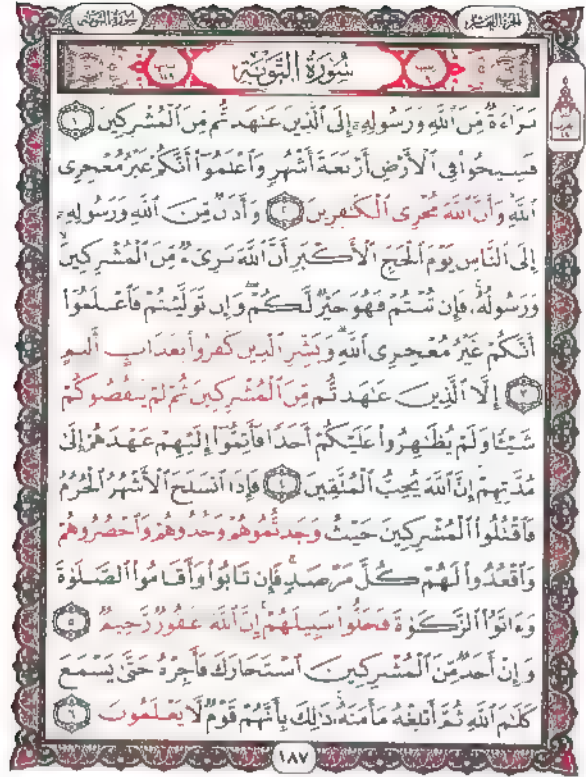 سُورَةُ التَّوْبَةِ
بَرَآءَةٌ مِّنَ ٱللَّهِ وَرَسُولِهِۦٓ إِلَى ٱلَّذِينَ عَٰهَدتُّم مِّنَ ٱلْمُشْرِكِينَ ١
فَسِيحُوا۟ فِى ٱلْأَرْضِ أَرْبَعَةَ أَشْهُرٍ وَٱعْلَمُوٓا۟ أَنَّكُمْ غَيْرُ مُعْجِزِى
ٱللَّهِ وَأَنَّ ٱللَّهَ مُخْزِى ٱلْكَٰفِرِينَ ٢ وَأَذَٰنٌ مِّنَ ٱللَّهِ وَرَسُولِهِۦٓ
إِلَى ٱلنَّاسِ يَوْمَ ٱلْحَجِّ ٱلْأَكْبَرِ أَنَّ ٱللَّهَ بَرِىٓءٌ مِّنَ ٱلْمُشْرِكِينَ
وَرَسُولُهُۥ فَإِن تُبْتُمْ فَهُوَ خَيْرٌ لَّكُمْ وَإِن تَوَلَّيْتُمْ فَٱعْلَمُوٓا۟
أَنَّكُمْ غَيْرُ مُعْجِزِى ٱللَّهِ وَبَشِّرِ ٱلَّذِينَ كَفَرُوا۟ بِعَذَابٍ أَلِيمٍ
٣ إِلَّا ٱلَّذِينَ عَٰهَدتُّم مِّنَ ٱلْمُشْرِكِينَ ثُمَّ لَمْ يَنقُصُوكُمْ
شَيْـًٔا وَلَمْ يُظَٰهِرُوا۟ عَلَيْكُمْ أَحَدًا فَأَتِمُّوٓا۟ إِلَيْهِمْ عَهْدَهُمْ إِلَىٰ
مُدَّتِهِمْ إِنَّ ٱللَّهَ يُحِبُّ ٱلْمُتَّقِينَ ٤ فَإِذَا ٱنسَلَخَ ٱلْأَشْهُرُ ٱلْحُرُمُ
فَٱقْتُلُوا۟ ٱلْمُشْرِكِينَ حَيْثُ وَجَدتُّمُوهُمْ وَخُذُوهُمْ وَٱحْصُرُوهُمْ
وَٱقْعُدُوا۟ لَهُمْ كُلَّ مَرْصَدٍ فَإِن تَابُوا۟ وَأَقَامُوا۟ ٱلصَّلَوٰةَ
وَءَاتَوُا۟ ٱلزَّكَوٰةَ فَخَلُّوا۟ سَبِيلَهُمْ إِنَّ ٱللَّهَ غَفُورٌ رَّحِيمٌ ٥
وَإِنْ أَحَدٌ مِّنَ ٱلْمُشْرِكِينَ ٱسْتَجَارَكَ فَأَجِرْهُ حَتَّىٰ يَسْمَعَ
كَلَٰمَ ٱللَّهِ ثُمَّ أَبْلِغْهُ مَأْمَنَهُۥ ذَٰلِكَ بِأَنَّهُمْ قَوْمٌ لَّا يَعْلَمُونَ ٦
١٨٧